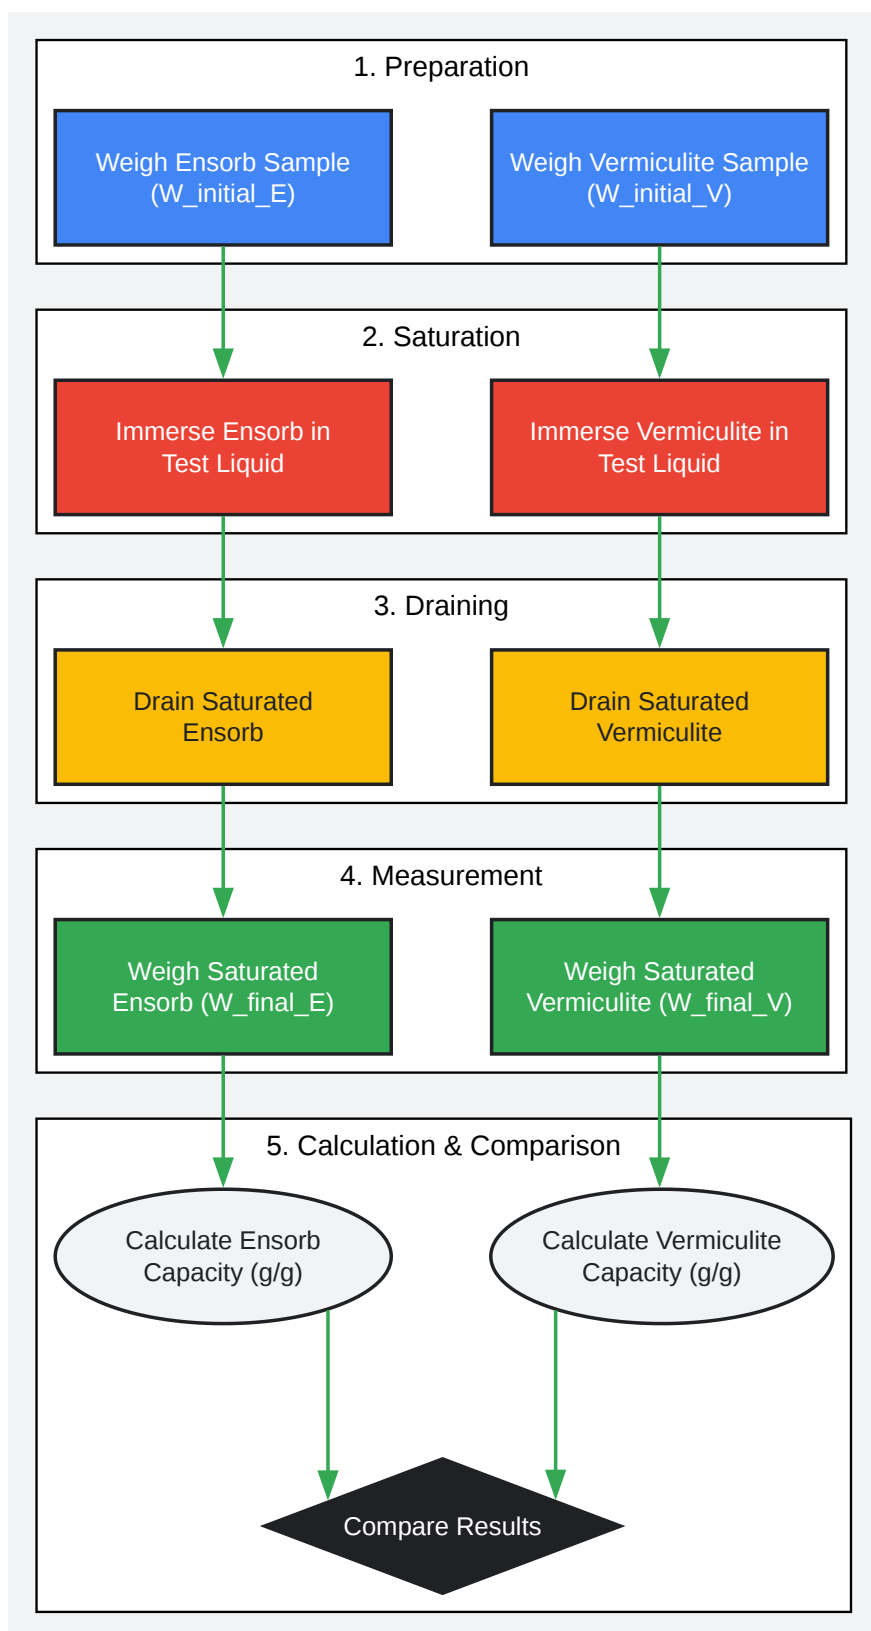 1. Preparation
Weigh Ensorb Sample
(W_initial_E)
Weigh Vermiculite Sample
(W_initial_V)
2. Saturation
Immerse Ensorb in
Test Liquid
Immerse Vermiculite in
Test Liquid
3. Draining
Drain Saturated
Ensorb
Drain Saturated
Vermiculite
4. Measurement
Weigh Saturated
Ensorb (W_final_E)
Weigh Saturated
Vermiculite (W_final_V)
5. Calculation & Comparison
Calculate Ensorb
Capacity (g/g)
Calculate Vermiculite
Capacity (g/g)
Compare Results